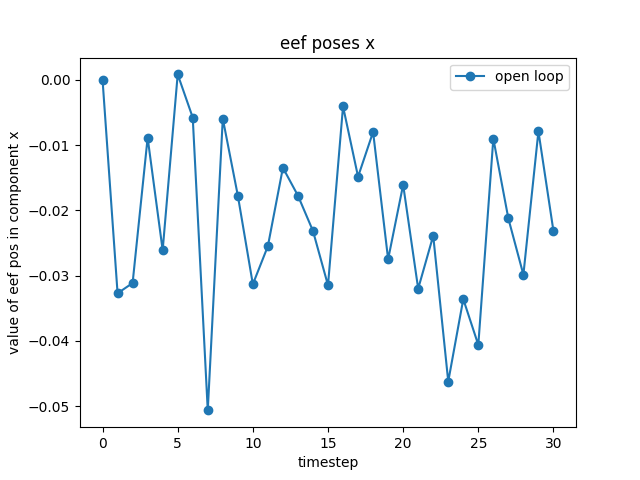 eef poses x
open loop
value of eef pos in component x
0.00
−0.01
−0.02
−0.03
−0.04
−0.05
0 5 10 15 20 25 30
timestep